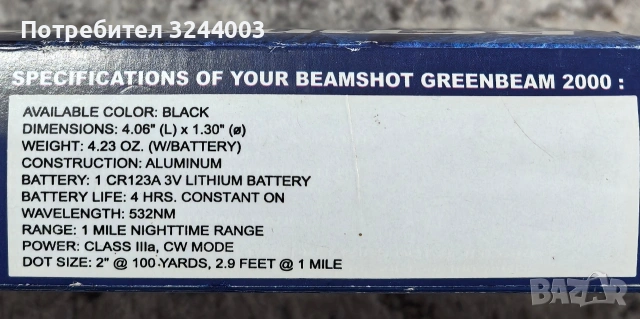 Потребител 3244003
SPECIFICATIONS OF YOUR BEAMSHOT GREENBEAM 2000 :
AVAILABLE COLOR: BLACK
DIMENSIONS: 4.06" (L) x 1.30" (ø)
WEIGHT: 4.23 OZ. (W/BATTERY)
CONSTRUCTION: ALUMINUM
BATTERY: 1 CR123A 3V LITHIUM BATTERY
BATTERY LIFE: 4 HRS. CONSTANT ON
WAVELENGTH: 532NM
RANGE: 1 MILE NIGHTTIME RANGE
POWER: CLASS IIIa, CW MODE
DOT SIZE: 2" @ 100 YARDS, 2.9 FEET @ 1 MILE
BAZAR